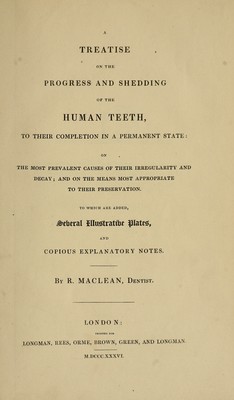 A
TREATISE
ON THE
PROGRESS AND SHEDDING
OF THE
HUMAN TEETH,
TO THEIR COMPLETION IN A PERMANENT STATE:
ON
THE MOST PREVALENT CAUSES OF THEIR IRREGULARITY AND
DECAY; AND ON THE MEANS MOST APPROPRIATE
TO THEIR PRESERVATION.
TO WHICH ARE ADDED,
Several Illustrative Plates,
AND
COPIOUS EXPLANATORY NOTES.
BY R. MACLEAN, DENTIST.
LONDON:
PRINTED FOR
LONGMAN, REES, ORME, BROWN, GREEN, AND LONGMAN.
M.DCCC.XXXVI.